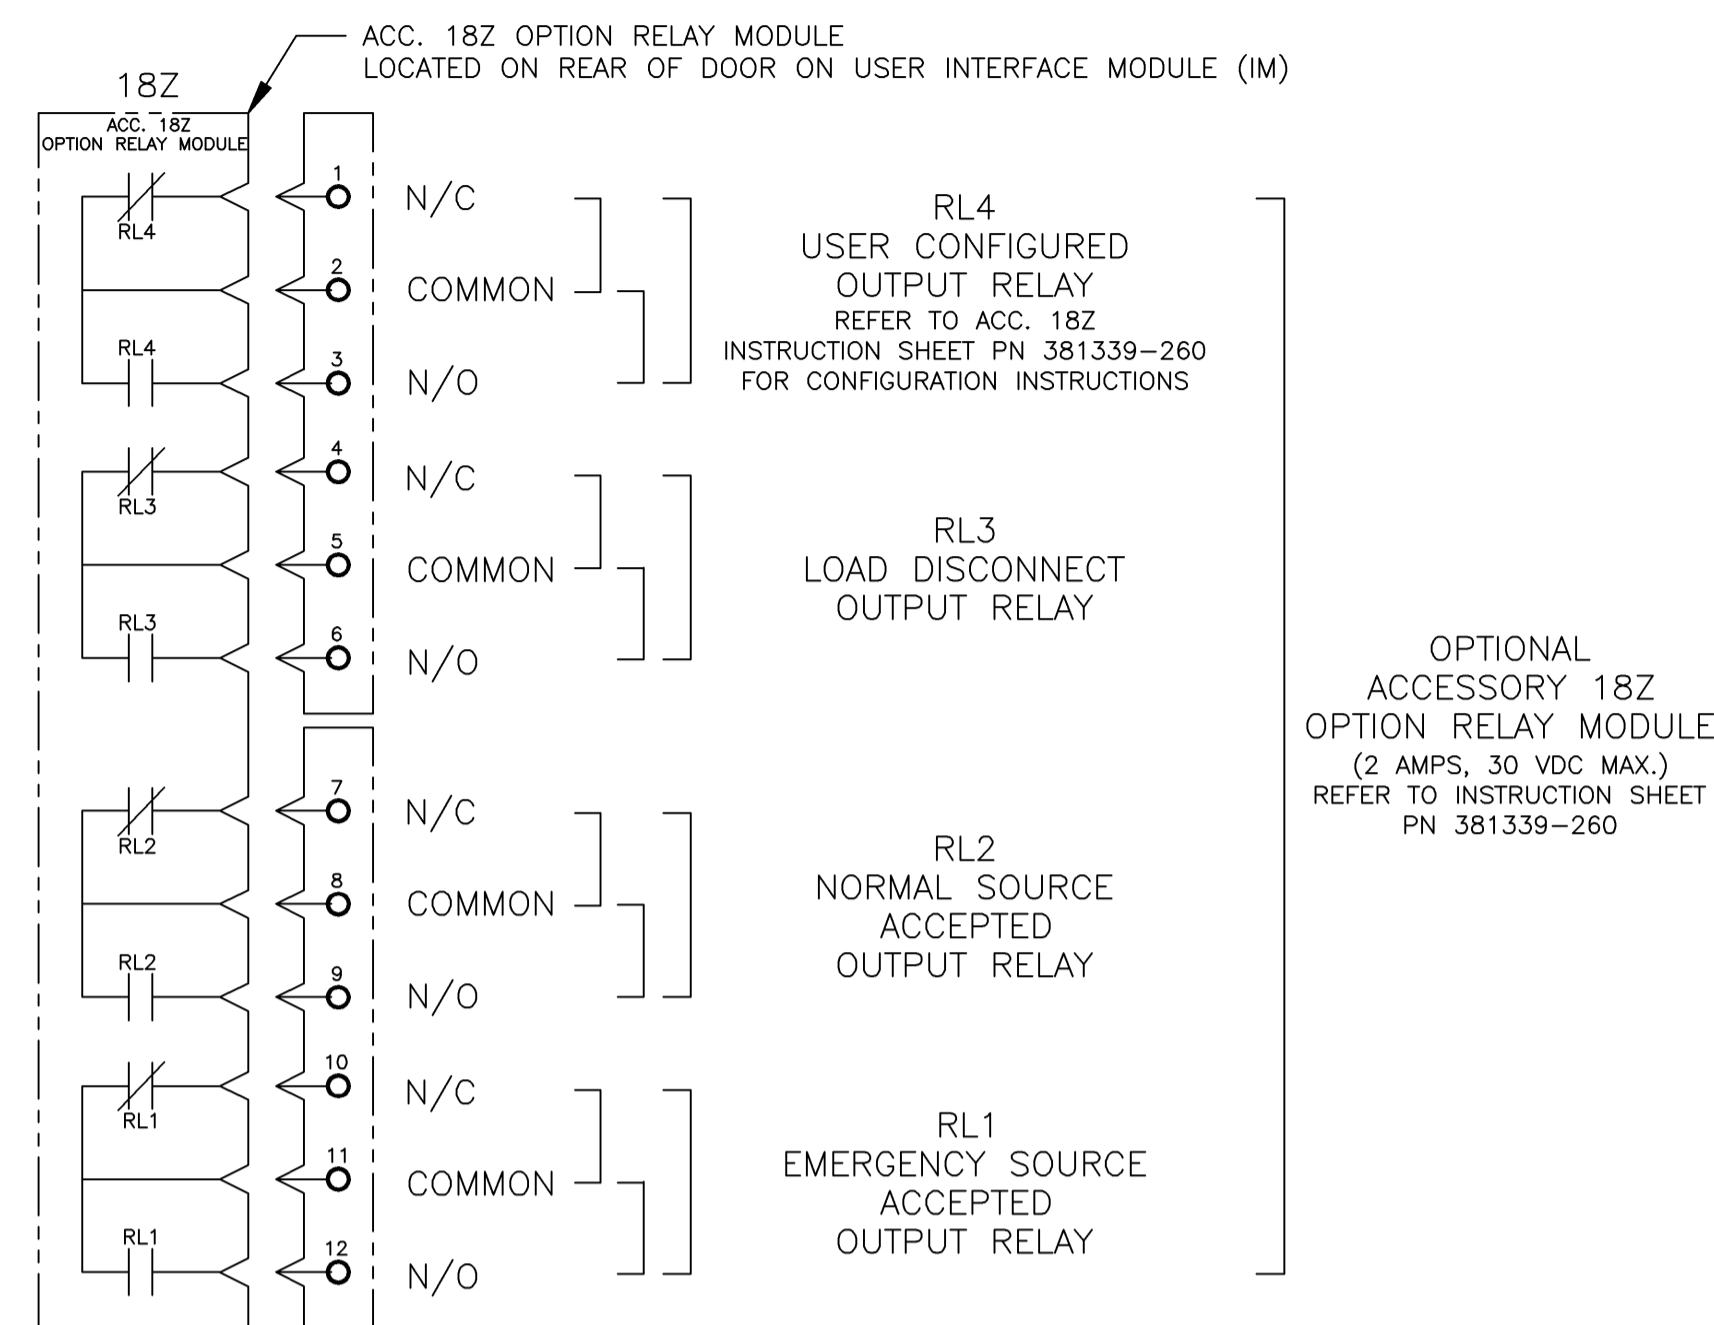 ACC. 18Z OPTION RELAY MODULE
LOCATED ON REAR OF DOOR ON USER INTERFACE MODULE (IM)
18Z
ACC. 18Z
OPTION RELAY MODULE
RL4
RL4
1
2
3
N/C
COMMON
N/O
RL4
USER CONFIGURED
OUTPUT RELAY
REFER TO ACC. 18Z
INSTRUCTION SHEET PN 381339-260
FOR CONFIGURATION INSTRUCTIONS
RL3
RL3
4
5
6
N/C
COMMON
N/O
RL3
LOAD DISCONNECT
OUTPUT RELAY
RL2
RL2
7
8
9
N/C
COMMON
N/O
RL2
NORMAL SOURCE
ACCEPTED
OUTPUT RELAY
RL1
RL1
10
11
12
N/C
COMMON
N/O
RL1
EMERGENCY SOURCE
ACCEPTED
OUTPUT RELAY
OPTIONAL
ACCESSORY 18Z
OPTION RELAY MODULE
(2 AMPS, 30 VDC MAX.)
REFER TO INSTRUCTION SHEET
PN 381339-260